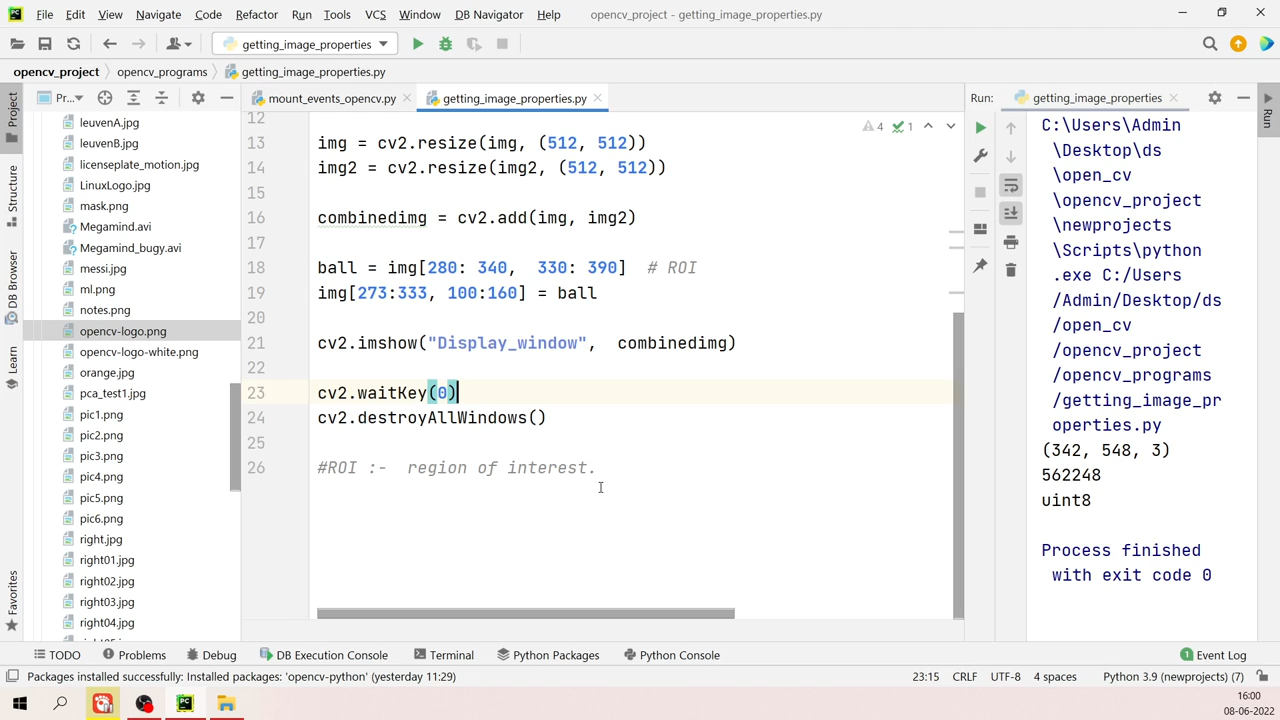 File Edit View Navigate Code Refactor Run Tools VCS Window DB Navigator Help opencv_project - getting_image_properties.py
getting_image_properties
opencv_project opencv_programs getting_image_properties.py
Project
Structure
DB Browser
Learn
Favorites
Pr...
leuvenA.jpg
leuvenB.jpg
licenseplate_motion.jpg
LinuxLogo.jpg
mask.png
Megamind.avi
Megamind_bugy.avi
messi.jpg
ml.png
notes.png
opencv-logo.png
opencv-logo-white.png
orange.jpg
pca_test1.jpg
pic1.png
pic2.png
pic3.png
pic4.png
pic5.png
pic6.png
right.jpg
right01.jpg
right02.jpg
right03.jpg
right04.jpg
mount_events_opencv.py getting_image_properties.py
4 1
12
13 img = cv2.resize(img, (512, 512))
14 img2 = cv2.resize(img2, (512, 512))
15
16 combinedimg = cv2.add(img, img2)
17
18 ball = img[280: 340, 330: 390] # ROI
19 img[273:333, 100:160] = ball
20
21 cv2.imshow("Display_window", combinedimg)
22
23 cv2.waitKey(0)
24 cv2.destroyAllWindows()
25
26 #ROI :- region of interest.
Run: getting_image_properties
Run
C:\Users\Admin
\Desktop\ds
\open_cv
\opencv_project
\newprojects
\Scripts\python
.exe C:/Users
/Admin/Desktop/ds
/open_cv
/opencv_project
/opencv_programs
/getting_image_pr
operties.py
(342, 548, 3)
562248
uint8
Process finished
with exit code 0
TODO Problems Debug DB Execution Console Terminal Python Packages Python Console 1 Event Log
Packages installed successfully: Installed packages: 'opencv-python' (yesterday 11:29) 23:15 CRLF UTF-8 4 spaces Python 3.9 (newprojects) (7)
16:00
08-06-2022